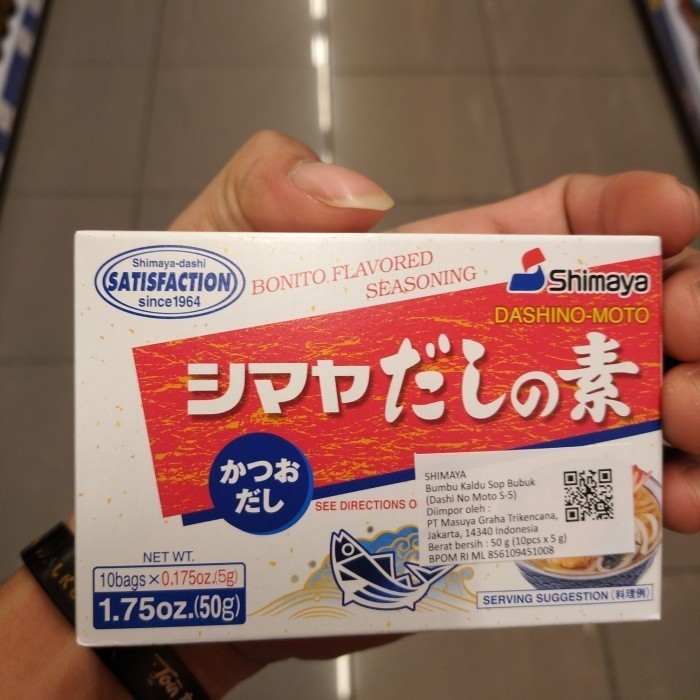 Shimaya-dashi
SATISFACTION
since1964
BONITO FLAVORED
SEASONING
Shimaya
DASHINO-MOTO
シマヤだしの素
かつお
だし
SEE DIRECTIONS O
SHIMAYA
Bumbu Kaldu Sop Bubuk
(Dashi No Moto S-5)
Diimpor oleh :
PT Masuya Graha Trikencana,
Jakarta, 14340 Indonesia
Berat bersih : 50 g (10pcs x 5 g)
BPOM RI ML 856109451008
NET WT.
10bags×0.175oz.(5g)
1.75oz.(50g)
SERVING SUGGESTION (料理例)